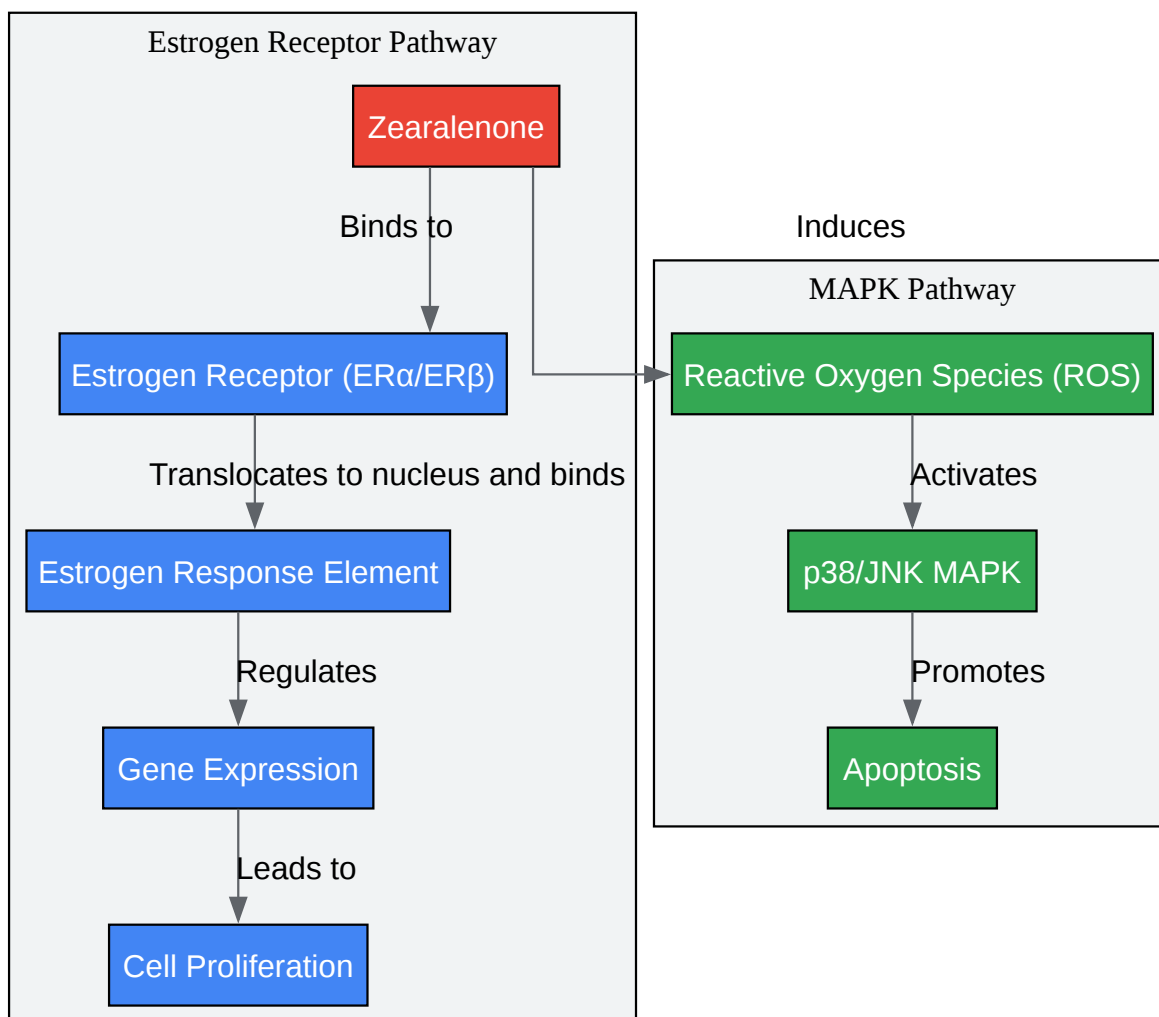 Estrogen Receptor Pathway
Zearalenone
Binds to
Induces
MAPK Pathway
Estrogen Receptor (ERα/ERβ)
Reactive Oxygen Species (ROS)
Translocates to nucleus and binds
Activates
Estrogen Response Element
p38/JNK MAPK
Regulates
Promotes
Gene Expression
Apoptosis
Leads to
Cell Proliferation